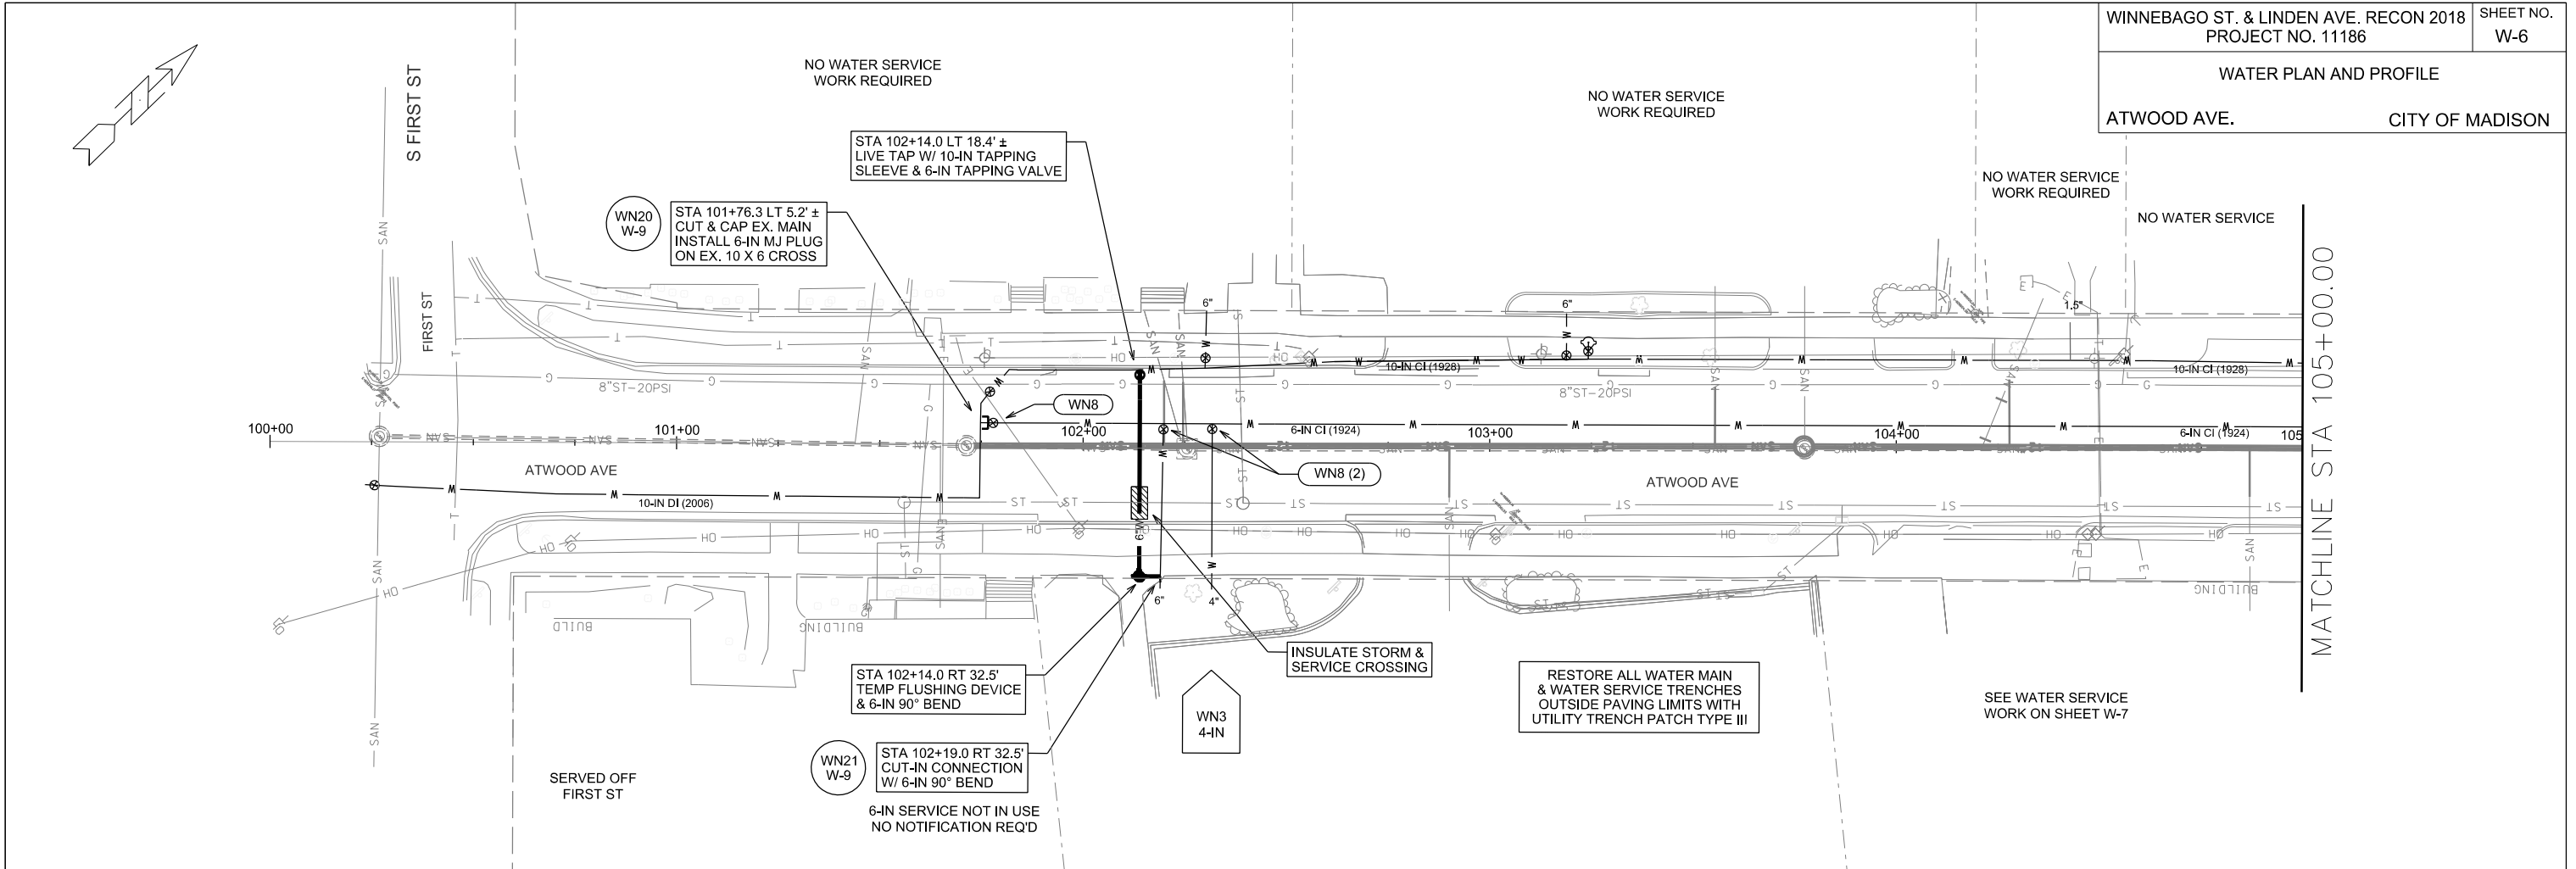 WINNEBAGO ST. & LINDEN AVE. RECON 2018
PROJECT NO. 11186
SHEET NO.
W-6
WATER PLAN AND PROFILE
ATWOOD AVE.
CITY OF MADISON
S FIRST ST
FIRST ST
NO WATER SERVICE
WORK REQUIRED
NO WATER SERVICE
WORK REQUIRED
NO WATER SERVICE
WORK REQUIRED
NO WATER SERVICE
STA 102+14.0 LT 18.4' ±
LIVE TAP W/ 10-IN TAPPING
SLEEVE & 6-IN TAPPING VALVE
WN20
W-9
STA 101+76.3 LT 5.2' ±
CUT & CAP EX. MAIN
INSTALL 6-IN MJ PLUG
ON EX. 10 X 6 CROSS
MATCHLINE STA 105+00.00
6"
6"
1.5"
10-IN CI (1928)
10-IN CI (1928)
8"ST-20PSI
8"ST-20PSI
WN8
100+00
101+00
102+00
103+00
104+00
105
6-IN CI (1924)
6-IN CI (1924)
WN8 (2)
ATWOOD AVE
ATWOOD AVE
10-IN DI (2006)
6"
4"
BUILD
BUILDING
BUILDING
STA 102+14.0 RT 32.5'
TEMP FLUSHING DEVICE
& 6-IN 90° BEND
INSULATE STORM &
SERVICE CROSSING
WN3
4-IN
RESTORE ALL WATER MAIN
& WATER SERVICE TRENCHES
OUTSIDE PAVING LIMITS WITH
UTILITY TRENCH PATCH TYPE III
SEE WATER SERVICE
WORK ON SHEET W-7
WN21
W-9
STA 102+19.0 RT 32.5'
CUT-IN CONNECTION
W/ 6-IN 90° BEND
6-IN SERVICE NOT IN USE
NO NOTIFICATION REQ'D
SERVED OFF
FIRST ST